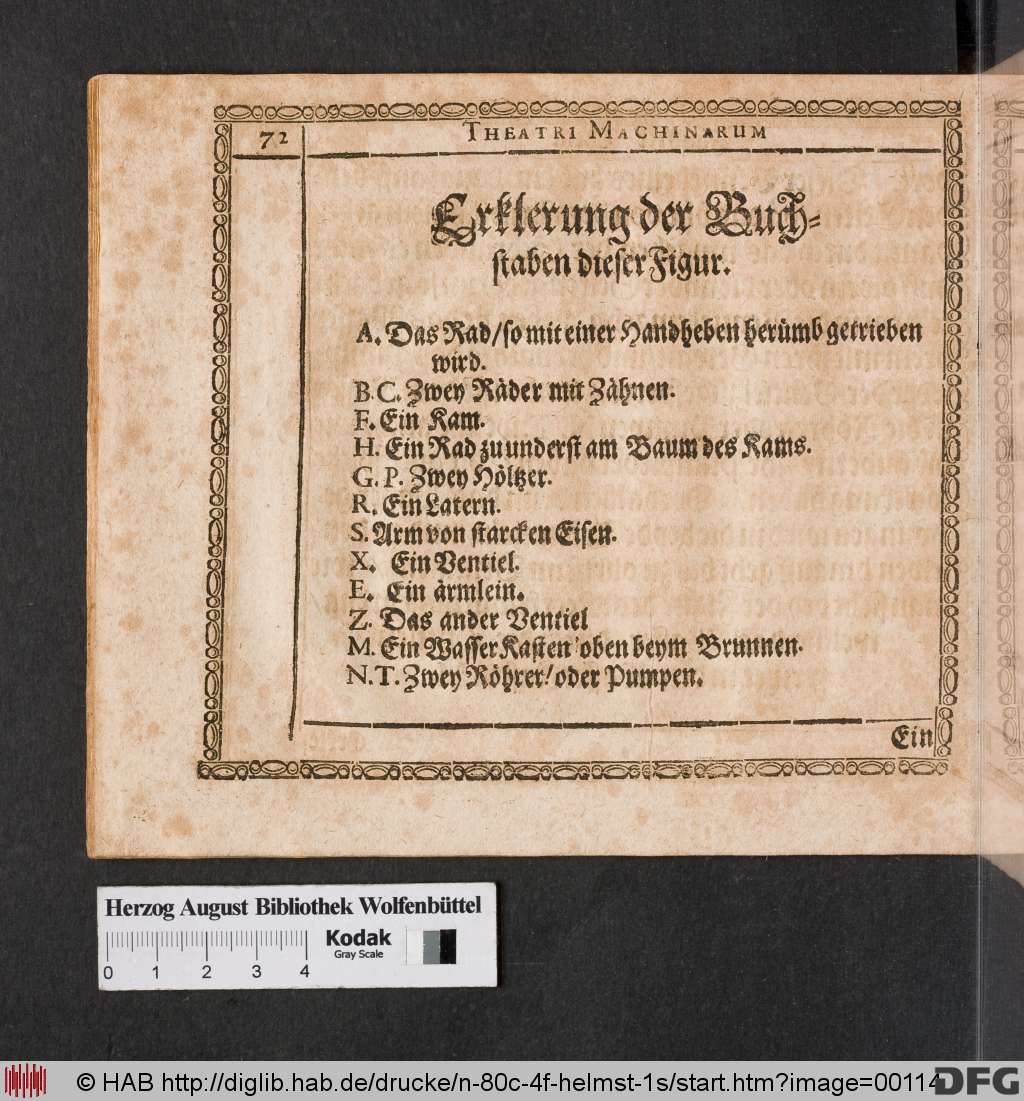 72
THEATRI MACHINARUM
Erklerung der Buch-
staben dieser Figur.
A. Das Rad/ so mit einer Handheben herümb getrieben
wird.
B. C. Zwey Räder mit Zähnen.
F. Ein Kam.
H. Ein Rad zu underst am Baum des Kams.
G. P. Zwey Höltzer.
R. Ein Latern.
S. Arm von starcken Eisen.
X. Ein Ventiel.
E. Ein ärmlein.
Z. Das ander Ventiel
M. Ein Wasser Kasten oben beym Brunnen.
N. T. Zwey Röhrer/ oder Pumpen.
Ein
Herzog August Bibliothek Wolfenbüttel
Kodak
Gray Scale
0 1 2 3 4
© HAB http://diglib.hab.de/drucke/n-80c-4f-helmst-1s/start.htm?image=00114
DFG